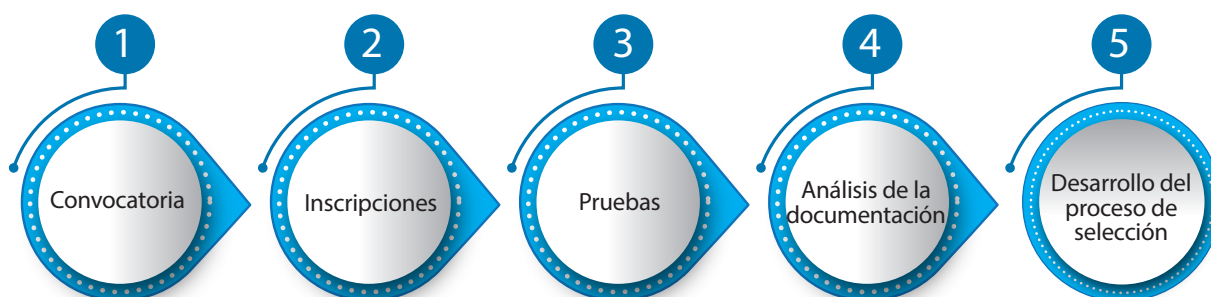 1
2
3
4
5
Convocatoria
Inscripciones
Pruebas
Análisis de la
documentación
Desarrollo del
proceso de
selección